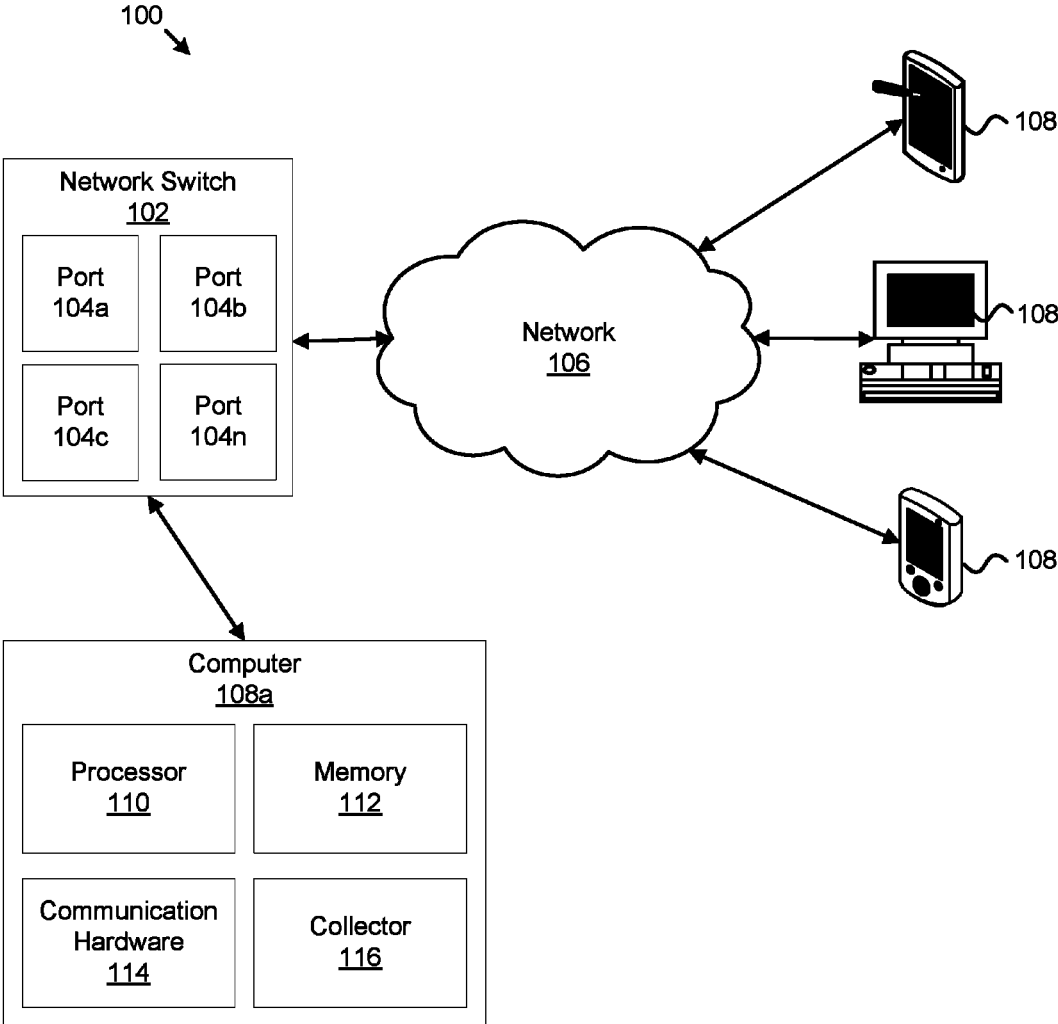 100
108
Network Switch
102
Port
104a
Port
104b
Port
104c
Port
104n
Network
106
108
108
Computer
108a
Processor
110
Memory
112
Communication
Hardware
114
Collector
116